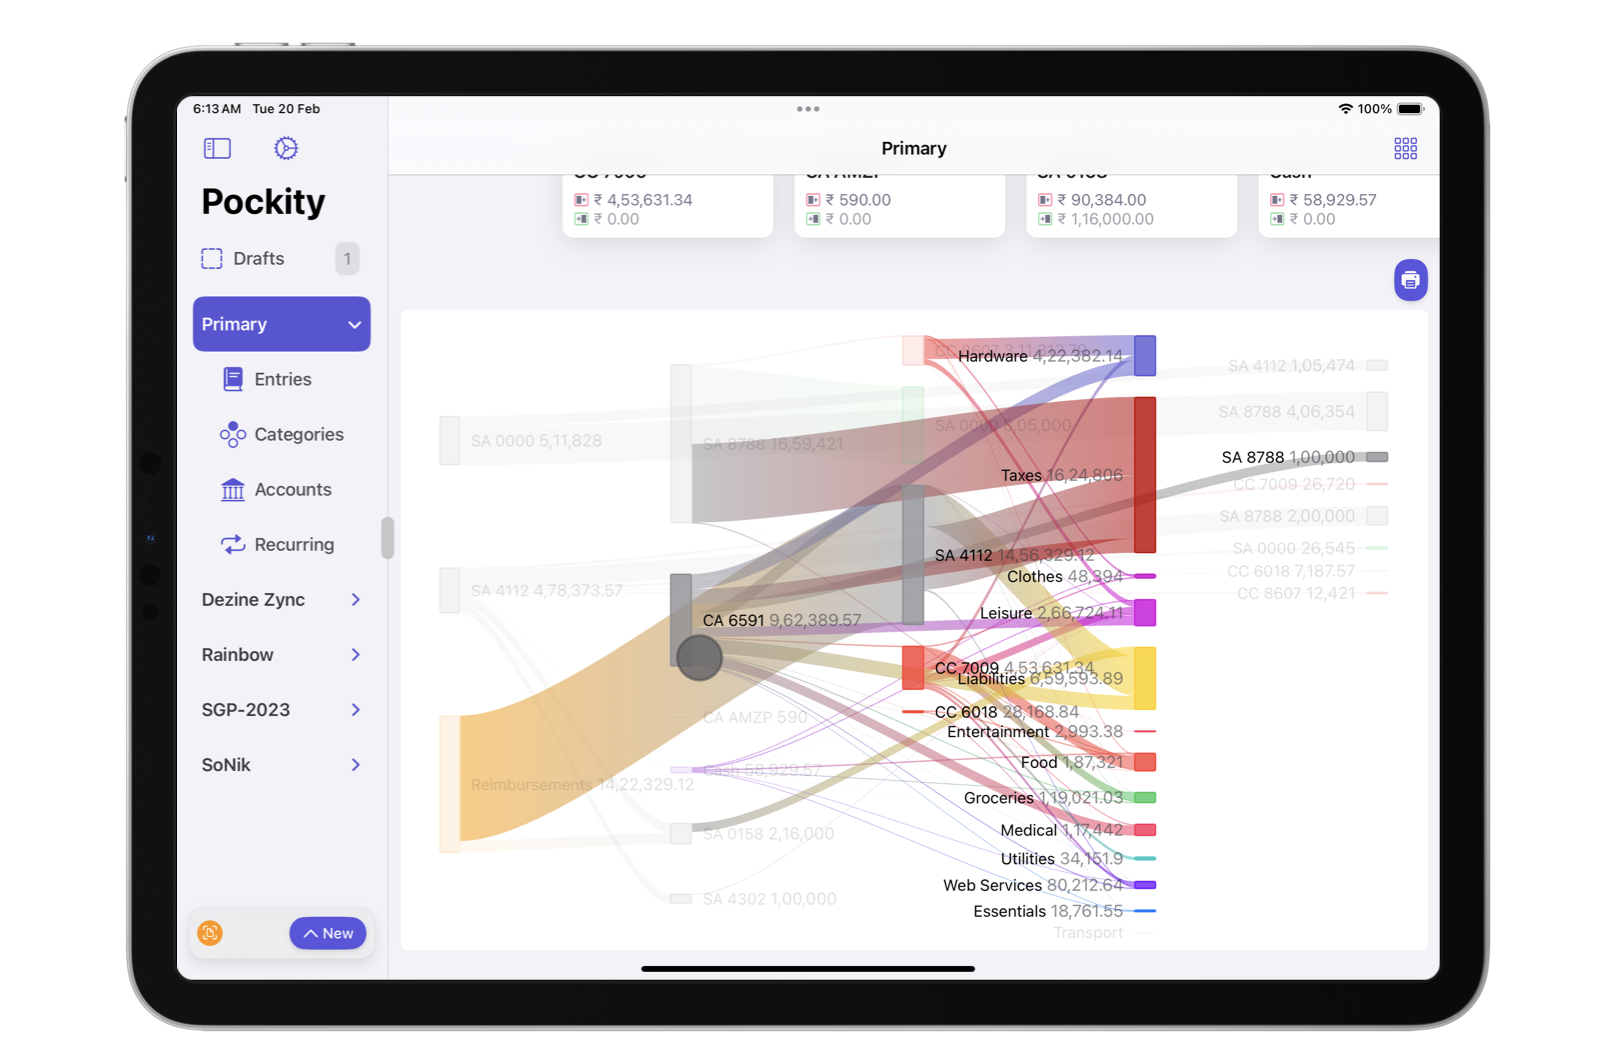 6:13 AM Tue 20 Feb
100%
Primary
Pockity
Drafts 1
Primary
Entries
Categories
Accounts
Recurring
Dezine Zync
Rainbow
SGP-2023
SoNik
New
₹ 4,53,631.34
₹ 0.00
SA AMZP
₹ 590.00
₹ 0.00
SA 0158
₹ 90,384.00
₹ 1,16,000.00
Cash
₹ 58,929.57
₹ 0.00
SA 0000 5,11,828
SA 4112 4,78,373.57
Reimbursements 14,22,329.12
SA 8788 16,59,421
CA 6591 9,62,389.57
CA AMZP 590
Cash 58,929.57
SA 0158 2,16,000
SA 4302 1,00,000
SA 0000 5,05,000
SA 4112 14,56,329.12
CC 7009 4,53,631.34
CC 6018 28,168.84
Hardware 4,22,382.14
Taxes 16,24,806
Clothes 48,394
Leisure 2,66,724.11
Liabilities 6,59,593.89
Entertainment 2,993.38
Food 1,87,321
Groceries 1,19,021.03
Medical 1,17,442
Utilities 34,151.9
Web Services 80,212.64
Essentials 18,761.55
Transport
SA 4112 1,05,474
SA 8788 4,06,354
SA 8788 1,00,000
CC 7009 26,720
SA 8788 2,00,000
SA 0000 26,545
CC 6018 7,187.57
CC 8607 12,421